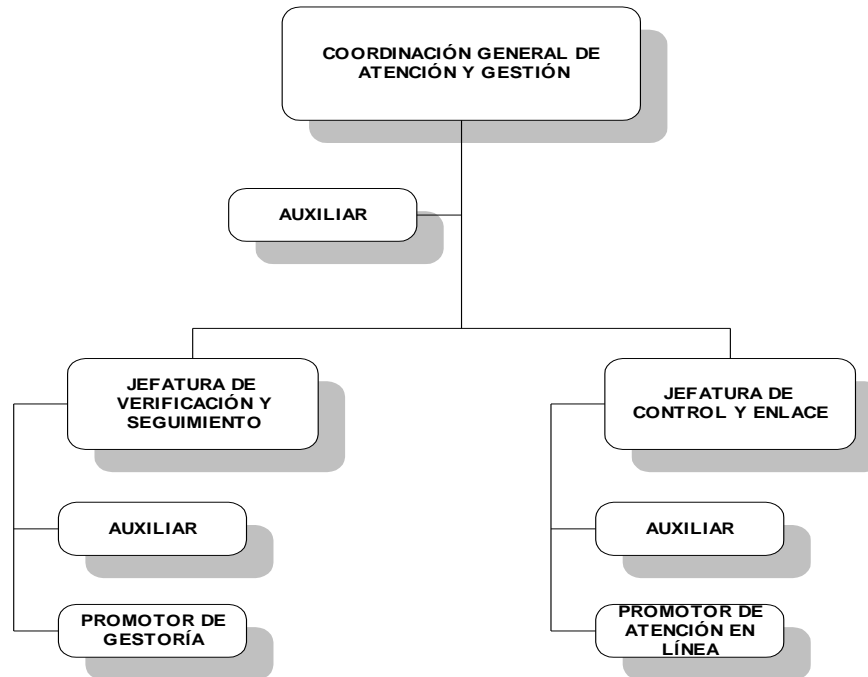 COORDINACIÓN GENERAL DE
ATENCIÓN Y GESTIÓN
AUXILIAR
JEFATURA DE
VERIFICACIÓN Y
SEGUIMIENTO
JEFATURA DE
CONTROL Y ENLACE
AUXILIAR
AUXILIAR
PROMOTOR DE
GESTORÍA
PROMOTOR DE
ATENCIÓN EN
LÍNEA